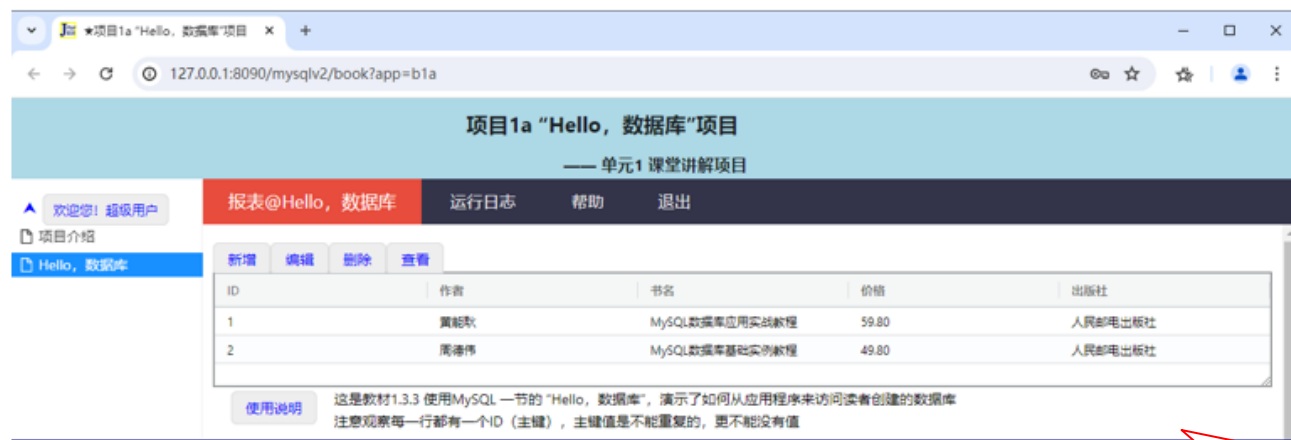 ★项目1a “Hello，数据库”项目
127.0.0.1:8090/mysqlv2/book?app=b1a
项目1a “Hello，数据库”项目
—— 单元1 课堂讲解项目
欢迎您！超级用户
项目介绍
Hello，数据库
报表@Hello，数据库 运行日志 帮助 退出
新增 编辑 删除 查看
ID 作者 书名 价格 出版社
1 黄能耿 MySQL数据库应用实战教程 59.80 人民邮电出版社
2 周德伟 MySQL数据库基础实例教程 49.80 人民邮电出版社
使用说明
这是教材1.3.3 使用MySQL 一节的 “Hello，数据库”，演示了如何从应用程序来访问读者创建的数据库
注意观察每一行都有一个ID（主键），主键值是不能重复的，更不能没有值